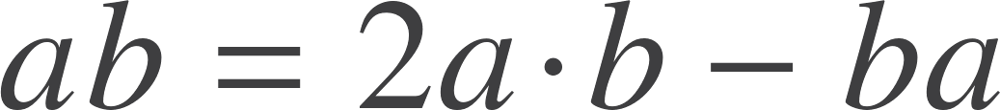 ab = 2a · b − ba